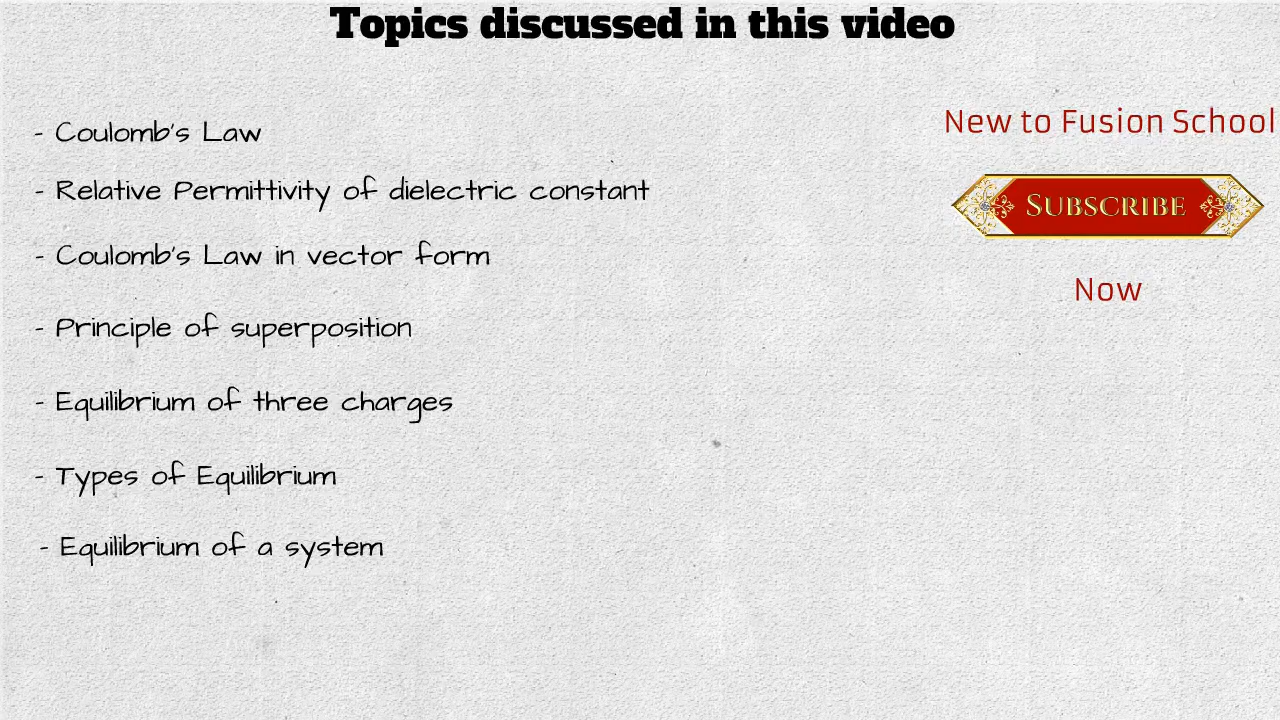 Topics discussed in this video
- Coulomb's Law
- Relative Permittivity of dielectric constant
- Coulomb's Law in vector form
- Principle of superposition
- Equilibrium of three charges
- Types of Equilibrium
- Equilibrium of a system
New to Fusion School
SUBSCRIBE
Now